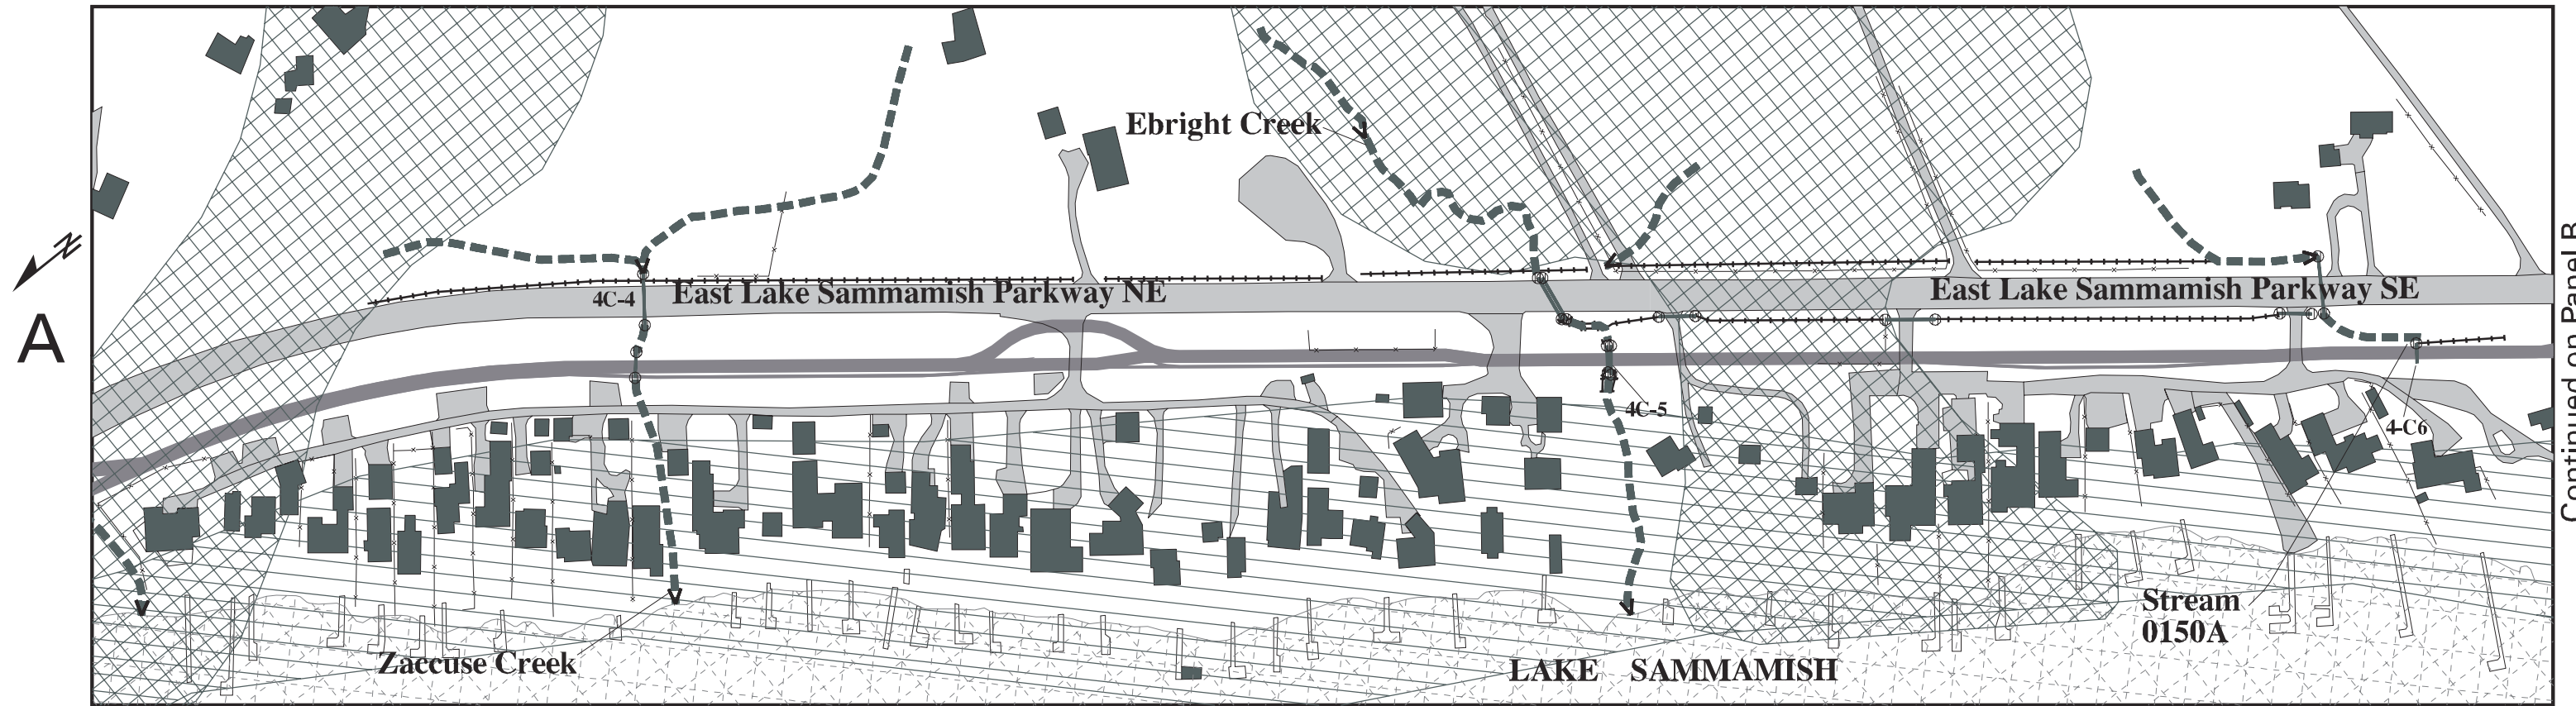 Ebright Creek
N
4C-4
East Lake Sammamish Parkway NE
East Lake Sammamish Parkway SE
A
4C-5
4-C6
Continued on Panel B
Stream
0150A
Zaccuse Creek
LAKE SAMMAMISH